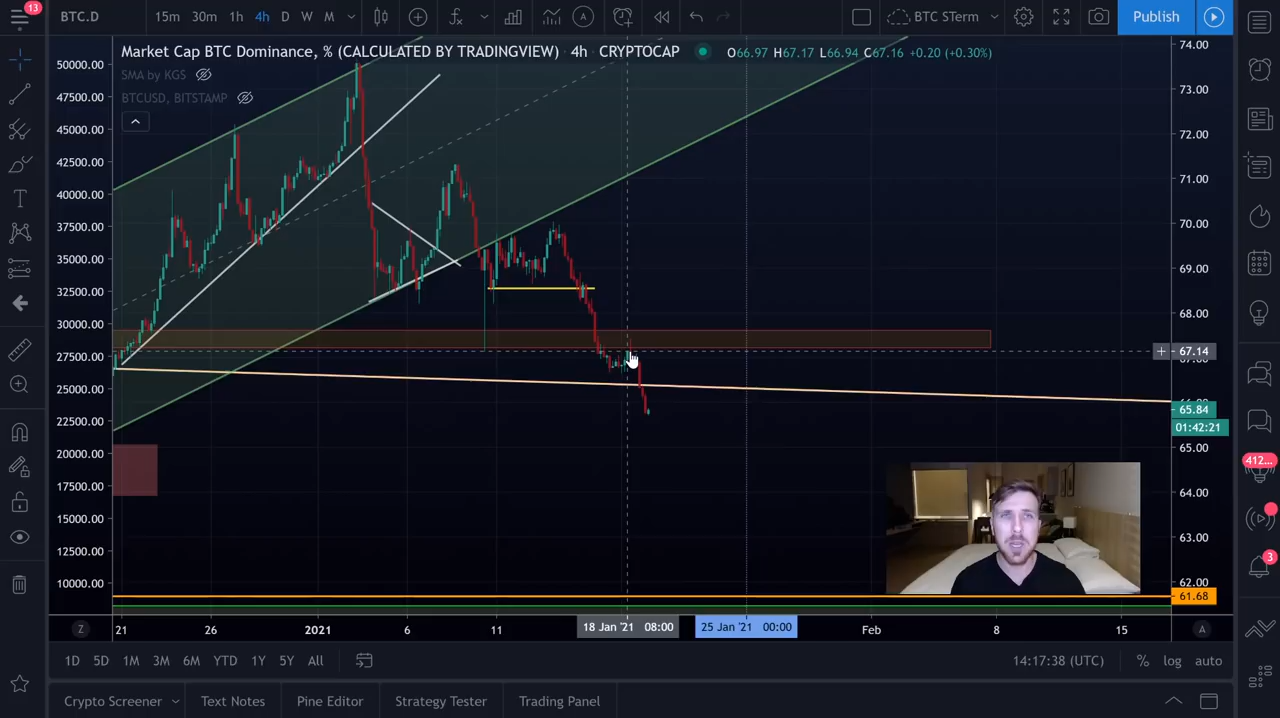 13
BTC.D
15m 30m 1h 4h D W M
BTC STerm
Publish
Market Cap BTC Dominance, % (CALCULATED BY TRADINGVIEW) · 4h · CRYPTOCAP
O66.97 H67.17 L66.94 C67.16 +0.20 (+0.30%)
SMA by KGS
BTCUSD, BITSTAMP
50000.00
47500.00
45000.00
42500.00
40000.00
37500.00
35000.00
32500.00
30000.00
27500.00
25000.00
22500.00
20000.00
17500.00
15000.00
12500.00
10000.00
74.00
73.00
72.00
71.00
70.00
69.00
68.00
67.14
65.84
01:42:21
65.00
64.00
63.00
62.00
61.68
412...
3
Z
21 26 2021 6 11 18 Jan '21 08:00 25 Jan '21 00:00 Feb 8 15
A
1D 5D 1M 3M 6M YTD 1Y 5Y All
14:17:38 (UTC) % log auto
Crypto Screener Text Notes Pine Editor Strategy Tester Trading Panel